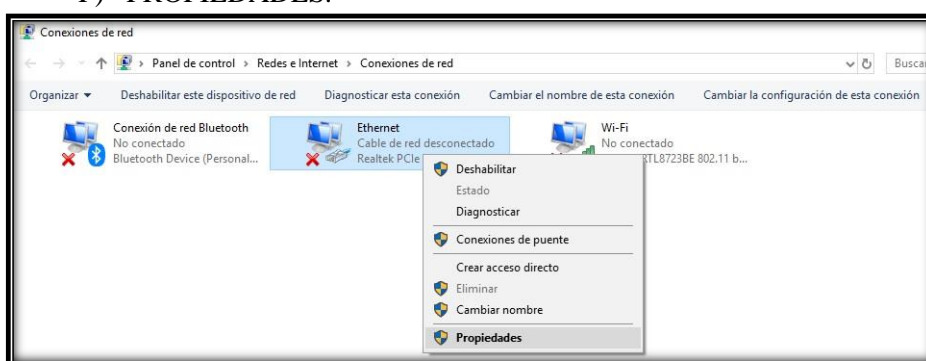 PROPIEDADES.
Conexiones de red
Panel de control > Redes e Internet > Conexiones de red
Buscar
Organizar
Deshabilitar este dispositivo de red
Diagnosticar esta conexión
Cambiar el nombre de esta conexión
Cambiar la configuración de esta conexión
Conexión de red Bluetooth
No conectado
Bluetooth Device (Personal...
Ethernet
Cable de red desconectado
Realtek PCIe
Wi-Fi
No conectado
RTL8723BE 802.11 b...
Deshabilitar
Estado
Diagnosticar
Conexiones de puente
Crear acceso directo
Eliminar
Cambiar nombre
Propiedades